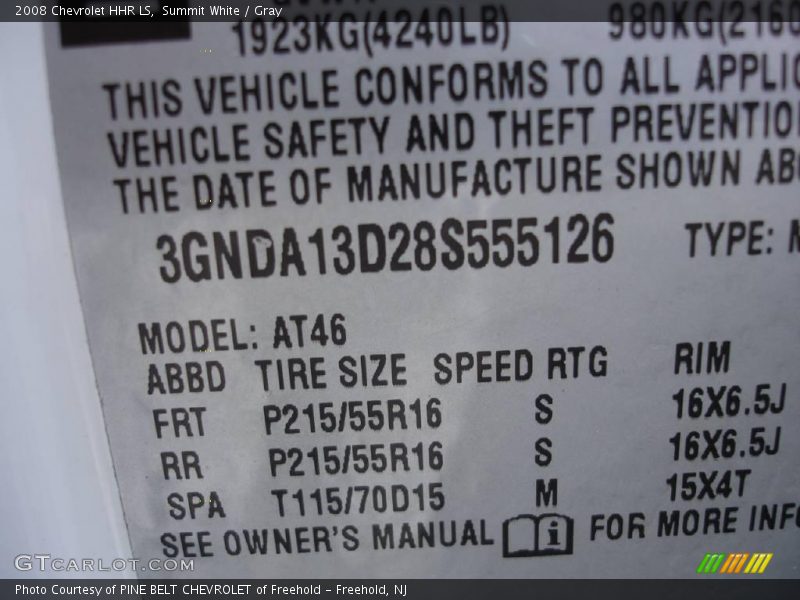 2008 Chevrolet HHR LS, Summit White / Gray
1923KG(4240LB) 980KG(2160
THIS VEHICLE CONFORMS TO ALL APPLIC
VEHICLE SAFETY AND THEFT PREVENTIO
THE DATE OF MANUFACTURE SHOWN AB
3GNDA13D28S555126 TYPE:
MODEL: AT46
ABBD TIRE SIZE SPEED RTG RIM
FRT P215/55R16 S 16X6.5J
RR P215/55R16 S 16X6.5J
SPA T115/70D15 M 15X4T
SEE OWNER'S MANUAL i FOR MORE INFO
GTCARLOT.COM
Photo Courtesy of PINE BELT CHEVROLET of Freehold – Freehold, NJ